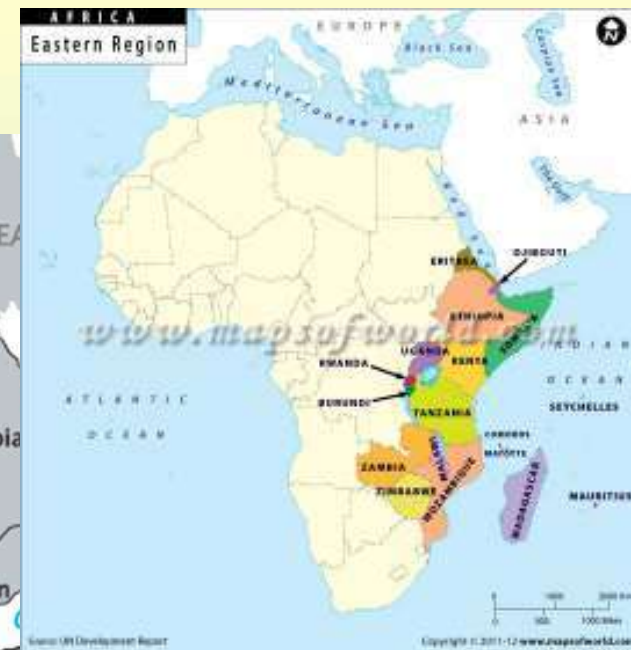 AFRICA
Eastern Region
EUROPE
Black Sea
Caspian Sea
Mediterranean Sea
ASIA
The Gulf
Red Sea
ERITREA
DJIBOUTI
ETHIOPIA
SOMALIA
www.mapsofworld.com
UGANDA
KENYA
INDIAN
OCEAN
RWANDA
BURUNDI
TANZANIA
SEYCHELLES
ATLANTIC
OCEAN
COMOROS
MAYOTTE
MALAWI
ZAMBIA
ZIMBABWE
MOZAMBIQUE
MADAGASCAR
MAURITIUS
N
Source: UN Development Report
Copyright © 2011-12 www.mapsofworld.com